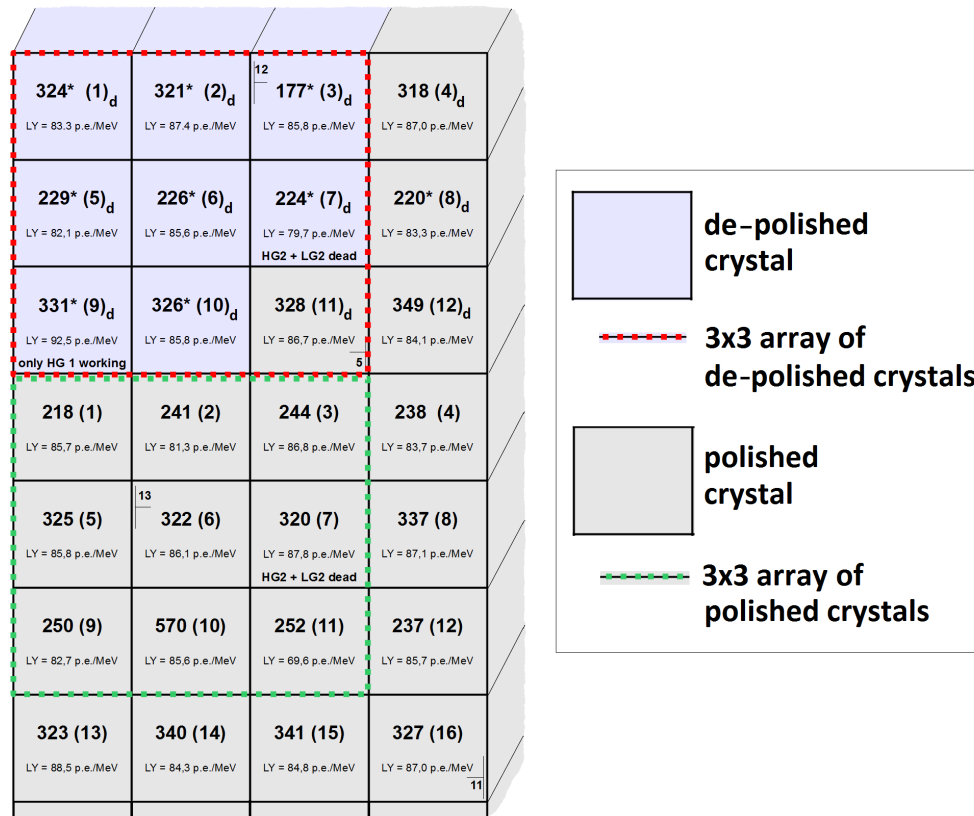 12
324* (1)d 321* (2)d 177* (3)d 318 (4)d
LY = 83.3 p.e./MeV LY = 87.4 p.e./MeV LY = 85,8 p.e./MeV LY = 87,0 p.e./MeV
229* (5)d 226* (6)d 224* (7)d 220* (8)d
LY = 82,1 p.e./MeV LY = 85,6 p.e./MeV LY = 79,7 p.e./MeV LY = 83,3 p.e./MeV
HG2 + LG2 dead
331* (9)d 326* (10)d 328 (11)d 349 (12)d
LY = 92,5 p.e./MeV LY = 85,8 p.e./MeV LY = 86,7 p.e./MeV LY = 84,1 p.e./MeV
only HG 1 working 5
218 (1) 241 (2) 244 (3) 238 (4)
LY = 85,7 p.e./MeV LY = 81,3 p.e./MeV LY = 86,8 p.e./MeV LY = 83,7 p.e./MeV
13
325 (5) 322 (6) 320 (7) 337 (8)
LY = 85,8 p.e./MeV LY = 86,1 p.e./MeV LY = 87,8 p.e./MeV LY = 87,1 p.e./MeV
HG2 + LG2 dead
250 (9) 570 (10) 252 (11) 237 (12)
LY = 82,7 p.e./MeV LY = 85,6 p.e./MeV LY = 69,6 p.e./MeV LY = 85,7 p.e./MeV
323 (13) 340 (14) 341 (15) 327 (16)
LY = 88,5 p.e./MeV LY = 84,3 p.e./MeV LY = 84,8 p.e./MeV LY = 87,0 p.e./MeV
11
de-polished
crystal
3x3 array of
de-polished crystals
polished
crystal
3x3 array of
polished crystals